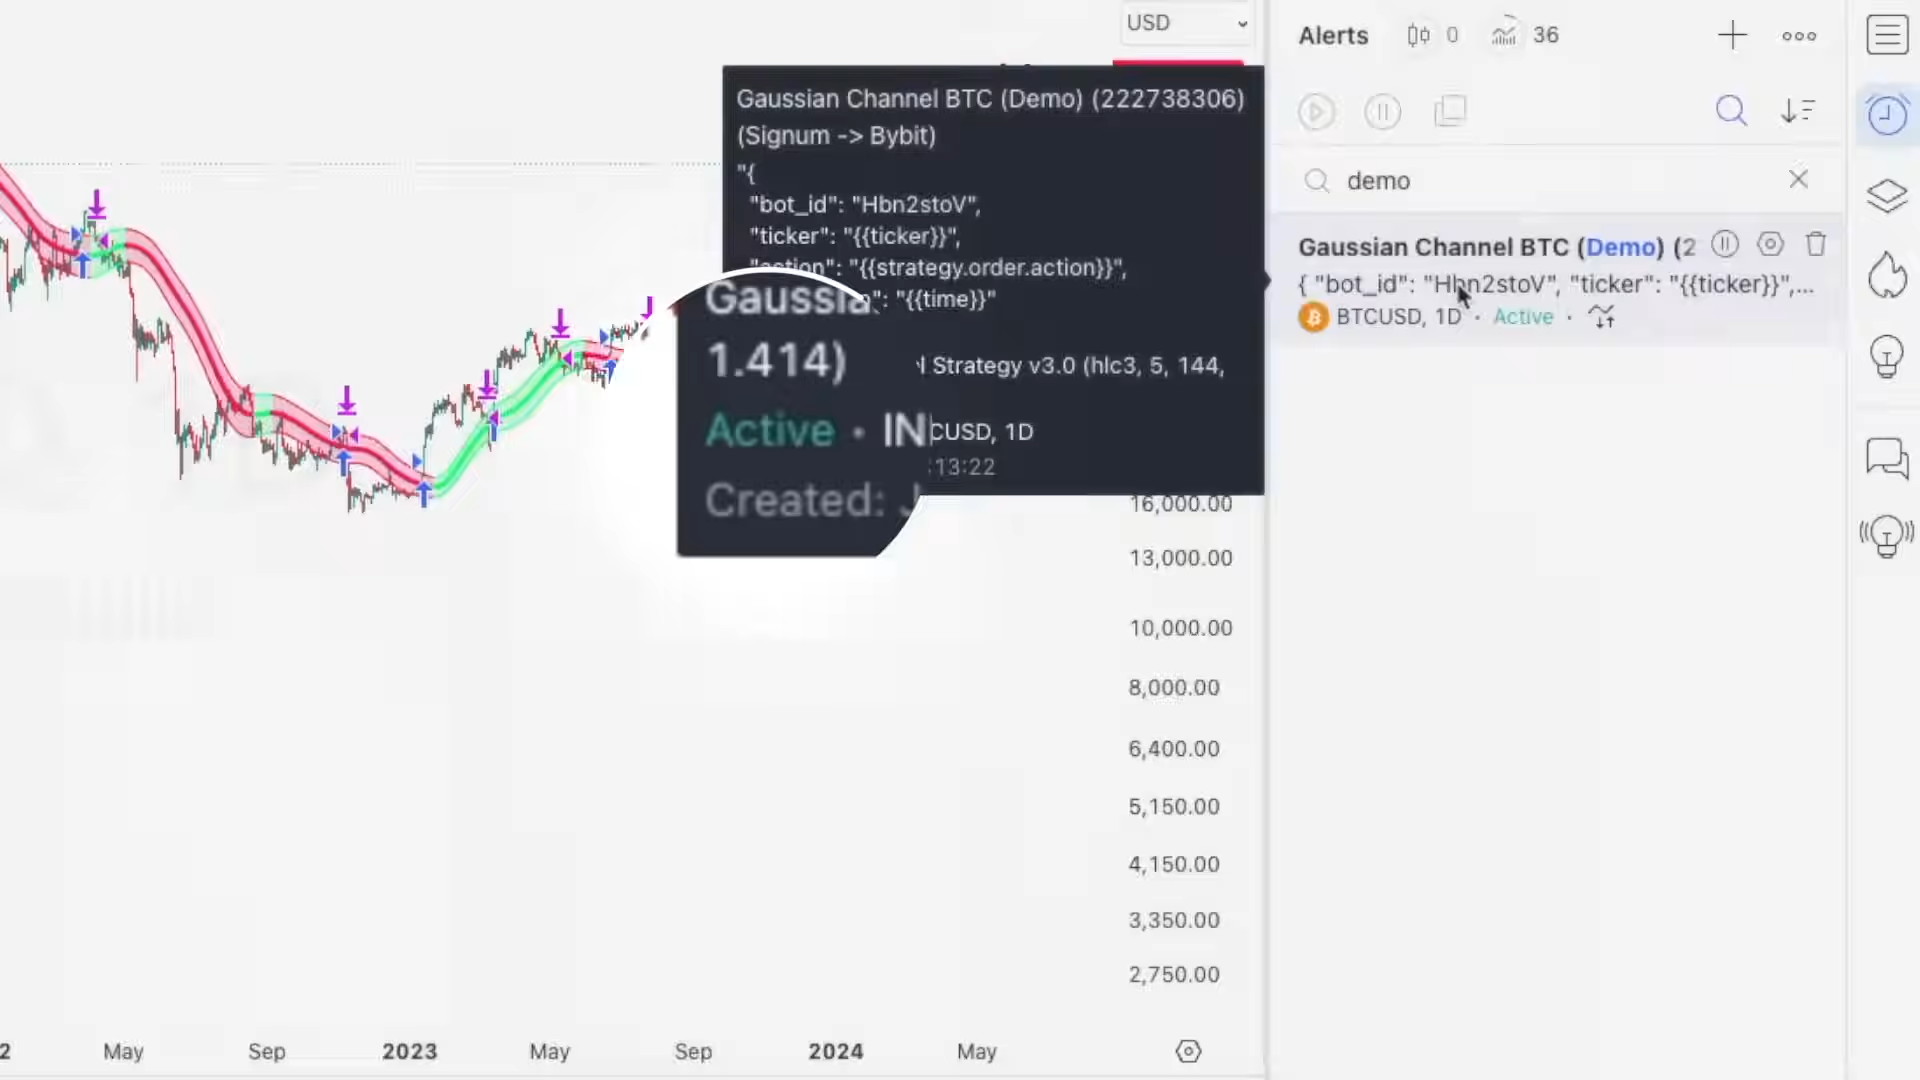 USD
Gaussian Channel BTC (Demo) (222738306)
(Signum -> Bybit)
"{
"bot_id": "Hbn2stoV",
"ticker": "{{ticker}}",
"action": "{{strategy.order.action}}",
": "{{time}}"
Strategy v3.0 (hlc3, 5, 144,
CUSD, 1D
:13:22
Gaussia
1.414)
Active · IN
Created: J
16,000.00
13,000.00
10,000.00
8,000.00
6,400.00
5,150.00
4,150.00
3,350.00
2,750.00
2 May Sep 2023 May Sep 2024 May
Alerts 0 36
demo
Gaussian Channel BTC (Demo) (2
{ "bot_id": "Hbn2stoV", "ticker": "{{ticker}}",...
BTCUSD, 1D · Active ·